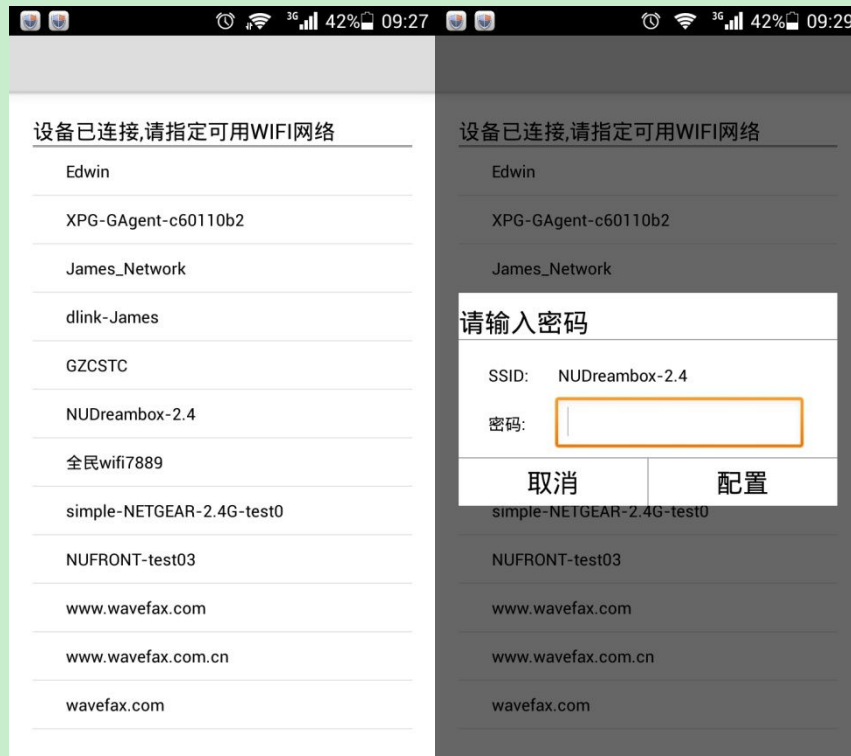 3G 42% 09:27
设备已连接,请指定可用WIFI网络
Edwin
XPG-GAgent-c60110b2
James_Network
dlink-James
GZCSTC
NUDreambox-2.4
全民wifi7889
simple-NETGEAR-2.4G-test0
NUFRONT-test03
www.wavefax.com
www.wavefax.com.cn
wavefax.com
3G 42% 09:29
设备已连接,请指定可用WIFI网络
Edwin
XPG-GAgent-c60110b2
James_Network
请输入密码
SSID: NUDreambox-2.4
密码:
取消 配置
simple-NETGEAR-2.4G-test0
NUFRONT-test03
www.wavefax.com
www.wavefax.com.cn
wavefax.com